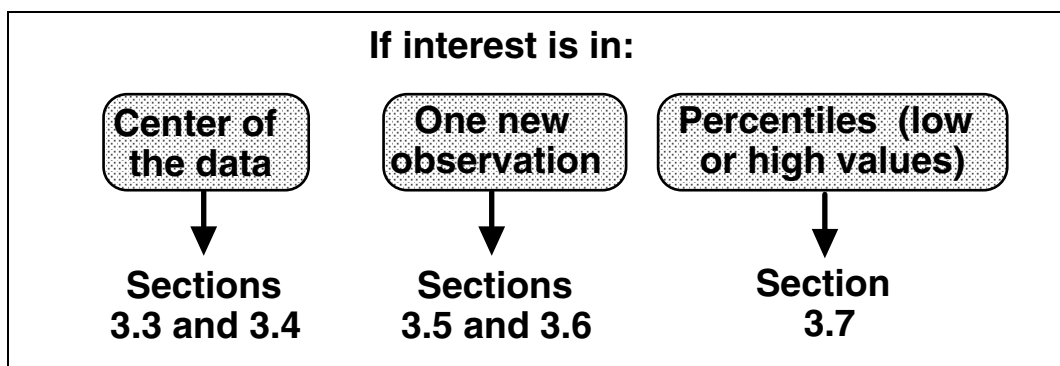 If interest is in:
Center of
the data
One new
observation
Percentiles (low
or high values)
Sections
3.3 and 3.4
Sections
3.5 and 3.6
Section
3.7